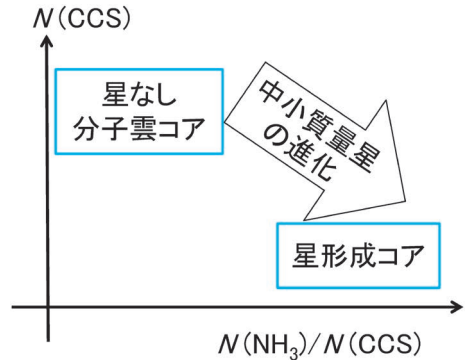 N(CCS)
星なし
分子雲コア
中小質量星
の進化
星形成コア
N(NH₃)/N(CCS)